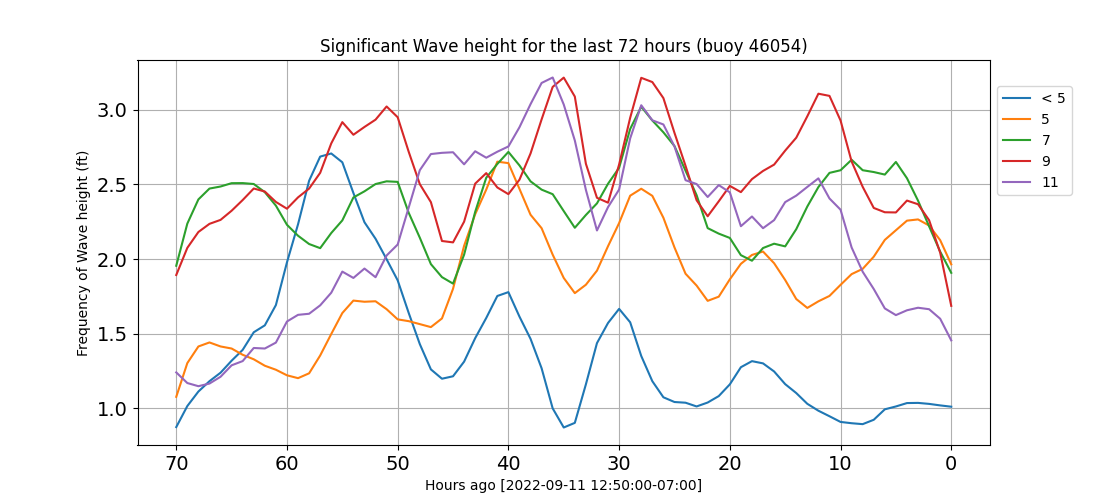 Significant Wave height for the last 72 hours (buoy 46054)
Frequency of Wave height (ft)
3.0
2.5
2.0
1.5
1.0
70 60 50 40 30 20 10 0
Hours ago [2022-09-11 12:50:00-07:00]
< 5
5
7
9
11